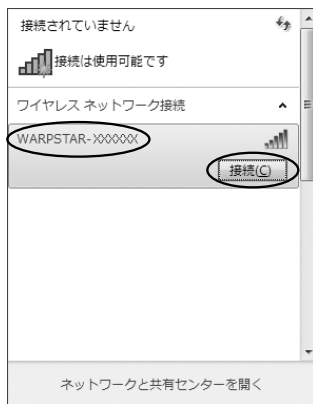 接続されていません
接続は使用可能です
ワイヤレス ネットワーク接続
WARPSTAR-XXXXXX
接続(C)
ネットワークと共有センターを開く